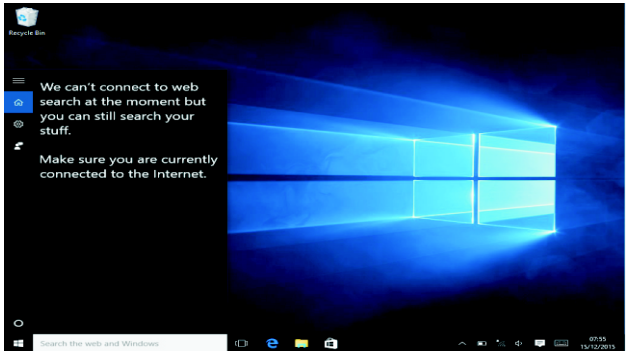 Recycle Bin
We can't connect to web
search at the moment but
you can still search your
stuff.
Make sure you are currently
connected to the Internet.
Search the web and Windows
07:55
15/12/2015